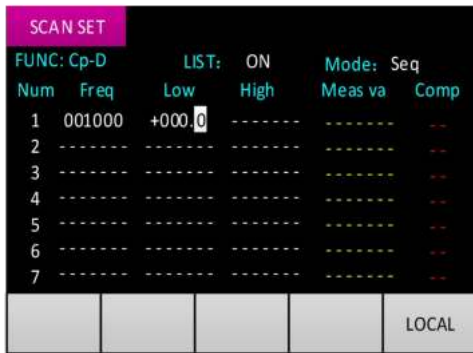 SCAN SET
FUNC: Cp-D LIST: ON Mode: Seq
Num Freq Low High Meas va Comp
1 001000 +000.0 ------- ------- --
2 ------- ------- ------- ------- --
3 ------- ------- ------- ------- --
4 ------- ------- ------- ------- --
5 ------- ------- ------- ------- --
6 ------- ------- ------- ------- --
7 ------- ------- ------- ------- --
LOCAL